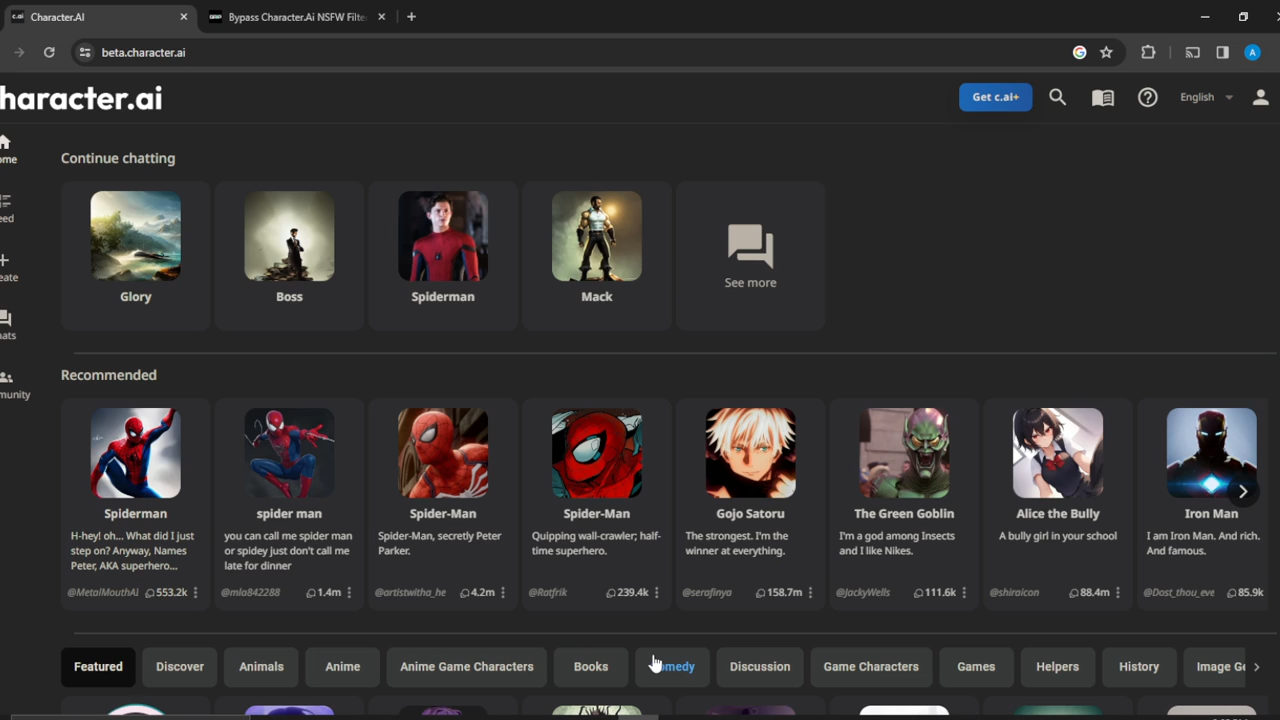 c.ai Character.AI
Bypass Character.Ai NSFW Filte
beta.character.ai
A
haracter.ai
Get c.ai+
English
ome
Continue chatting
eed
eate
ats
munity
Glory
Boss
Spiderman
Mack
See more
Recommended
Spiderman
H-hey! oh... What did I just
step on? Anyway, Names
Peter, AKA superhero...
@MetalMouthAI 553.2k
spider man
you can call me spider man
or spidey just don't call me
late for dinner
@mla842288 1.4m
Spider-Man
Spider-Man, secretly Peter
Parker.
@artistwitha_he 4.2m
Spider-Man
Quipping wall-crawler; half-
time superhero.
@Ratfrik 239.4k
Gojo Satoru
The strongest. I'm the
winner at everything.
@serafinya 158.7m
The Green Goblin
I'm a god among Insects
and I like Nikes.
@JackyWells 111.6k
Alice the Bully
A bully girl in your school
@shiraicon 88.4m
Iron Man
I am Iron Man. And rich.
And famous.
@Dost_thou_eve 85.9k
Featured
Discover
Animals
Anime
Anime Game Characters
Books
omedy
Discussion
Game Characters
Games
Helpers
History
Image Ge